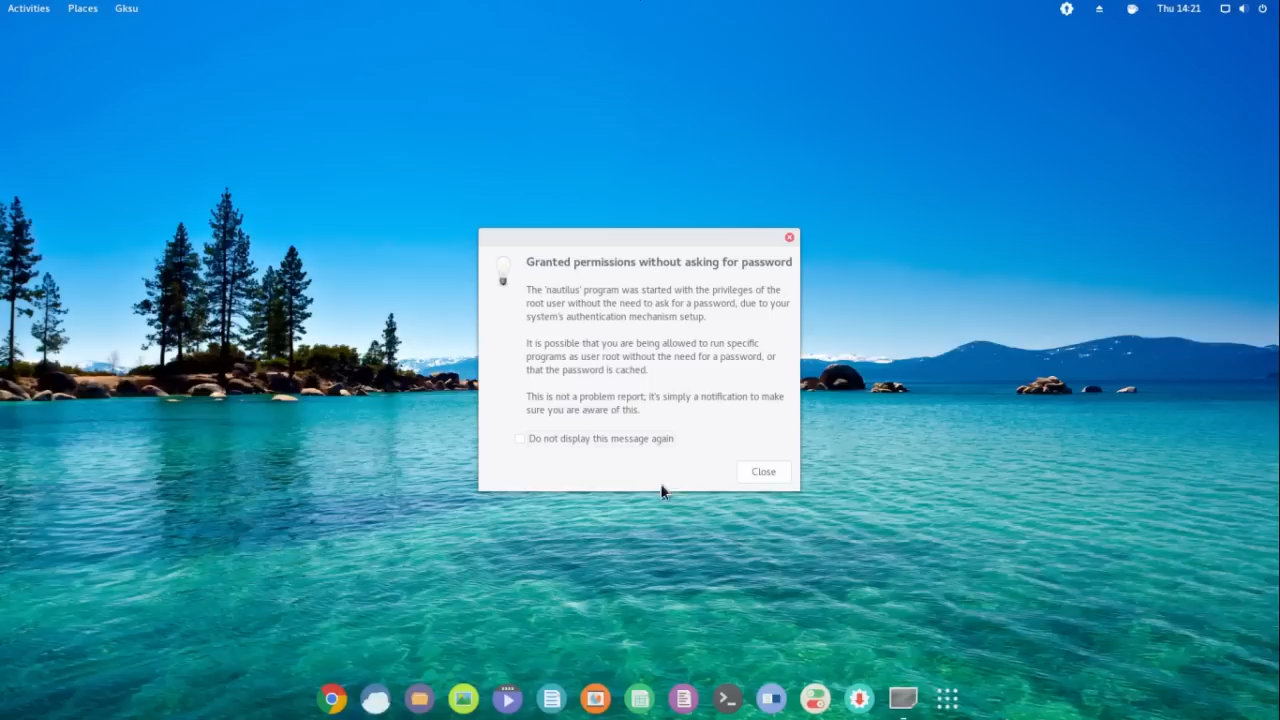 Activities Places Gksu Thu 14:21
Granted permissions without asking for password
The 'nautilus' program was started with the privileges of the
root user without the need to ask for a password, due to your
system's authentication mechanism setup.
It is possible that you are being allowed to run specific
programs as user root without the need for a password, or
that the password is cached.
This is not a problem report; it's simply a notification to make
sure you are aware of this.
Do not display this message again
Close